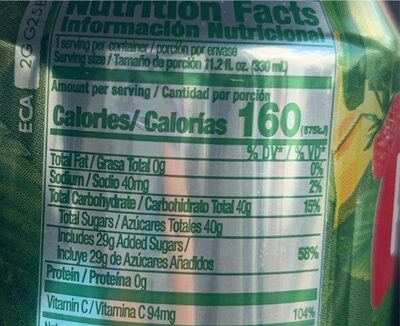 Nutrition Facts
Información Nutricional
1 serving per container / porción por envase
Serving size / Tamaño de porción 11.2 fl. oz. (330 mL)
Amount per serving / Cantidad por porción
Calories/Calorías 160 (675kJ)
% DV* / % VD*
Total Fat / Grasa Total 0g 0%
Sodium / Sodio 40mg 2%
Total Carbohydrate / Carbohidrato Total 40g 15%
Total Sugars / Azúcares Totales 40g
Includes 29g Added Sugars /
Incluye 29g de Azúcares Añadidos 58%
Protein / Proteína 0g
Vitamin C / Vitamina C 94mg 104%
ECA